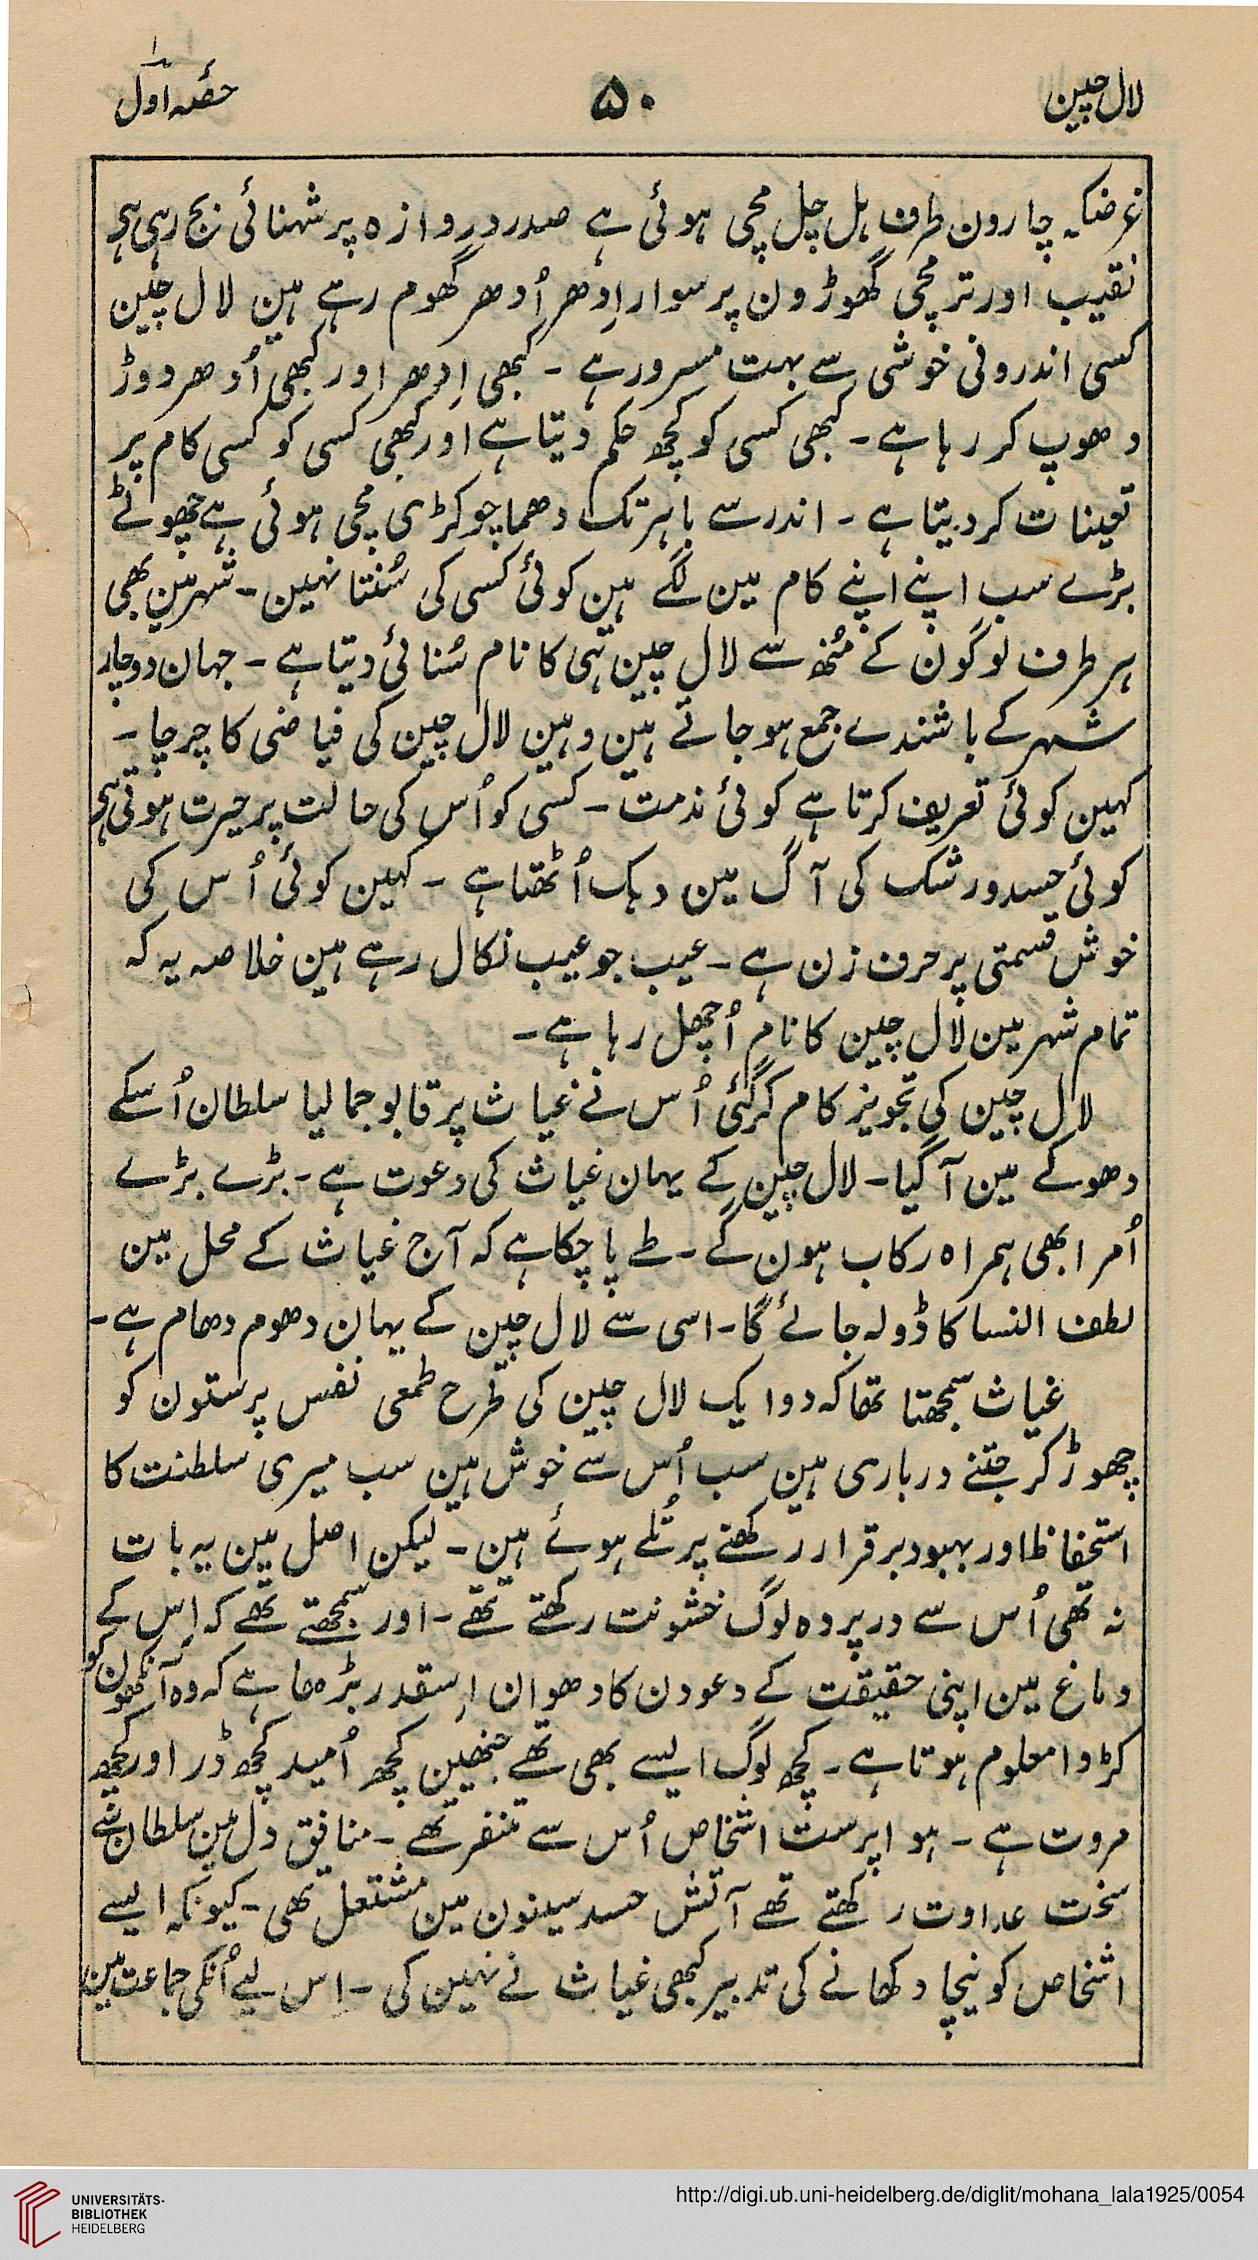 لال چین
۵۰
حصّہ اوّل
غرضکہ چارون طرف ہل چل مچی ہوئی ہے صدر دروازہ پر شہنائی بج رہی ہی
نقیب اور ترمچی گھوڑون پر سوار اِدھر اُدھر گھوم رہے ہین لال چین
کسی اندرونی خوشی سے بہت مسرور ہے ۔ کبھی اِدھر اور کبھی اُدھر دوڑ
دھوپ کر رہا ہے ۔ کبھی کسی کو کچھ حکم دیتا ہے اور کبھی کسی کو کسی کام پر
تعینات کر دیتا ہے ۔ اندر سے باہر تک دھما چوکڑی مچی ہوئی ہے چھوٹے
بڑے سب اپنے اپنے کام مین لگے ہین کوئی کسی کی سُنتا نہین ۔ شہر مین بھی
ہر طرف لوگون کے مُنھ سے لال چین ہی کا نام سُنائی دیتا ہے ۔ جہان دو چار
شہر کے باشندے جمع ہو جاتے ہین وہین لال چین کی فیاضی کا چرچا ۔
کہین کوئی تعریف کرتا ہے کوئی مذمت ۔ کسی کو اُس کی حالت پر حیرت ہوتی ہی
کوئی حسد و رشک کی آگ مین دہک اُٹھتا ہے ۔ کہین کوئی اُس کی
خوش قسمتی پر حرف زن ہے ۔ عیب جو عیب نکال رہے ہین خلاصہ یہ کہ
تمام شہر مین لال چین کا نام اُچھل رہا ہے ۔
لال چین کی تجویز کام کر گئی اُس نے غیاث پر قابو جما لیا سلطان اُسکے
دھوکے مین آگیا ۔ لال چین کے یہان غیاث کی دعوت ہے ۔ بڑے بڑے
اُمرا بھی ہمراہ رکاب ہون گے ۔ طے پا چکا ہے کہ آج غیاث کے محل مین
لطف النسا کا ڈولہ جائے گا ۔ اسی سے لال چین کے یہان دھوم دھام ہے ۔
غیاث سمجھتا تھا کہ دو ایک لال چین کی طرح طمعی نفس پرستون کو
چھوڑ کر جتنے درباری ہین سب اُس سے خوش ہین سب میری سلطنت کا
استحفاظ اور بہبود برقرار رکھنے پر تُلے ہوئے ہین ۔ لیکن اصل مین یہ بات
نہ تھی اُس سے در پردہ لوگ خشونت رکھتے تھے ۔ اور سمجھتے تھے کہ اِس کے
دماغ مین اپنی حقیقت کے دعوون کا دھوان اِسقدر بڑھا ہے کہ وہ آنکھون کو
کڑوا معلوم ہوتا ہے ۔ کچھ لوگ ایسے بھی تھے جنھین کچھ اُمید کچھ ڈر اور کچھ
مروت ہے ۔ ہوا پرست اشخاص اُس سے متنفر تھے ۔ منافق دل مین سلطان سے
سخت عداوت رکھتے تھے آتش حسد سینون مین مشتعل تھی ۔ کیونکہ ایسے
اشخاص کو نیچا دکھانے کی تدبیر کبھی غیاث نے نہین کی ۔ اس لیے اُنکی جماعت مین
UNIVERSITÄTS-
BIBLIOTHEK
HEIDELBERG
http://digi.ub.uni-heidelberg.de/diglit/mohana_lala1925/0054